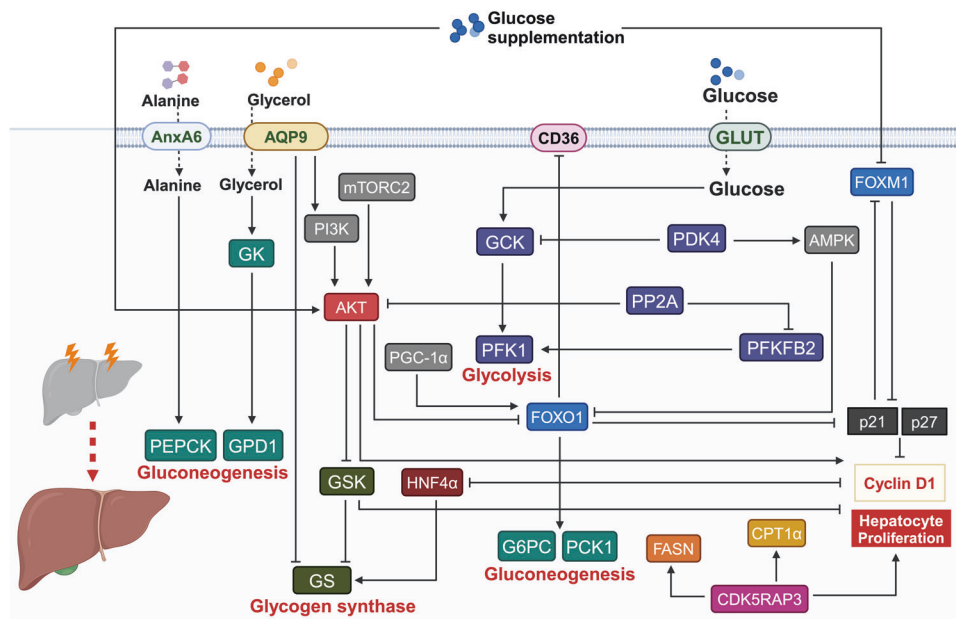 Glucose
supplementation
Alanine
Glycerol
Glucose
AnxA6
AQP9
CD36
GLUT
Alanine
Glycerol
mTORC2
Glucose
FOXM1
PI3K
GCK
PDK4
AMPK
GK
AKT
PP2A
PGC-1α
PFK1
PFKFB2
Glycolysis
FOXO1
p21
p27
PEPCK
GPD1
Gluconeogenesis
GSK
HNF4α
Cyclin D1
Hepatocyte
Proliferation
G6PC
PCK1
FASN
CPT1α
Gluconeogenesis
GS
CDK5RAP3
Glycogen synthase